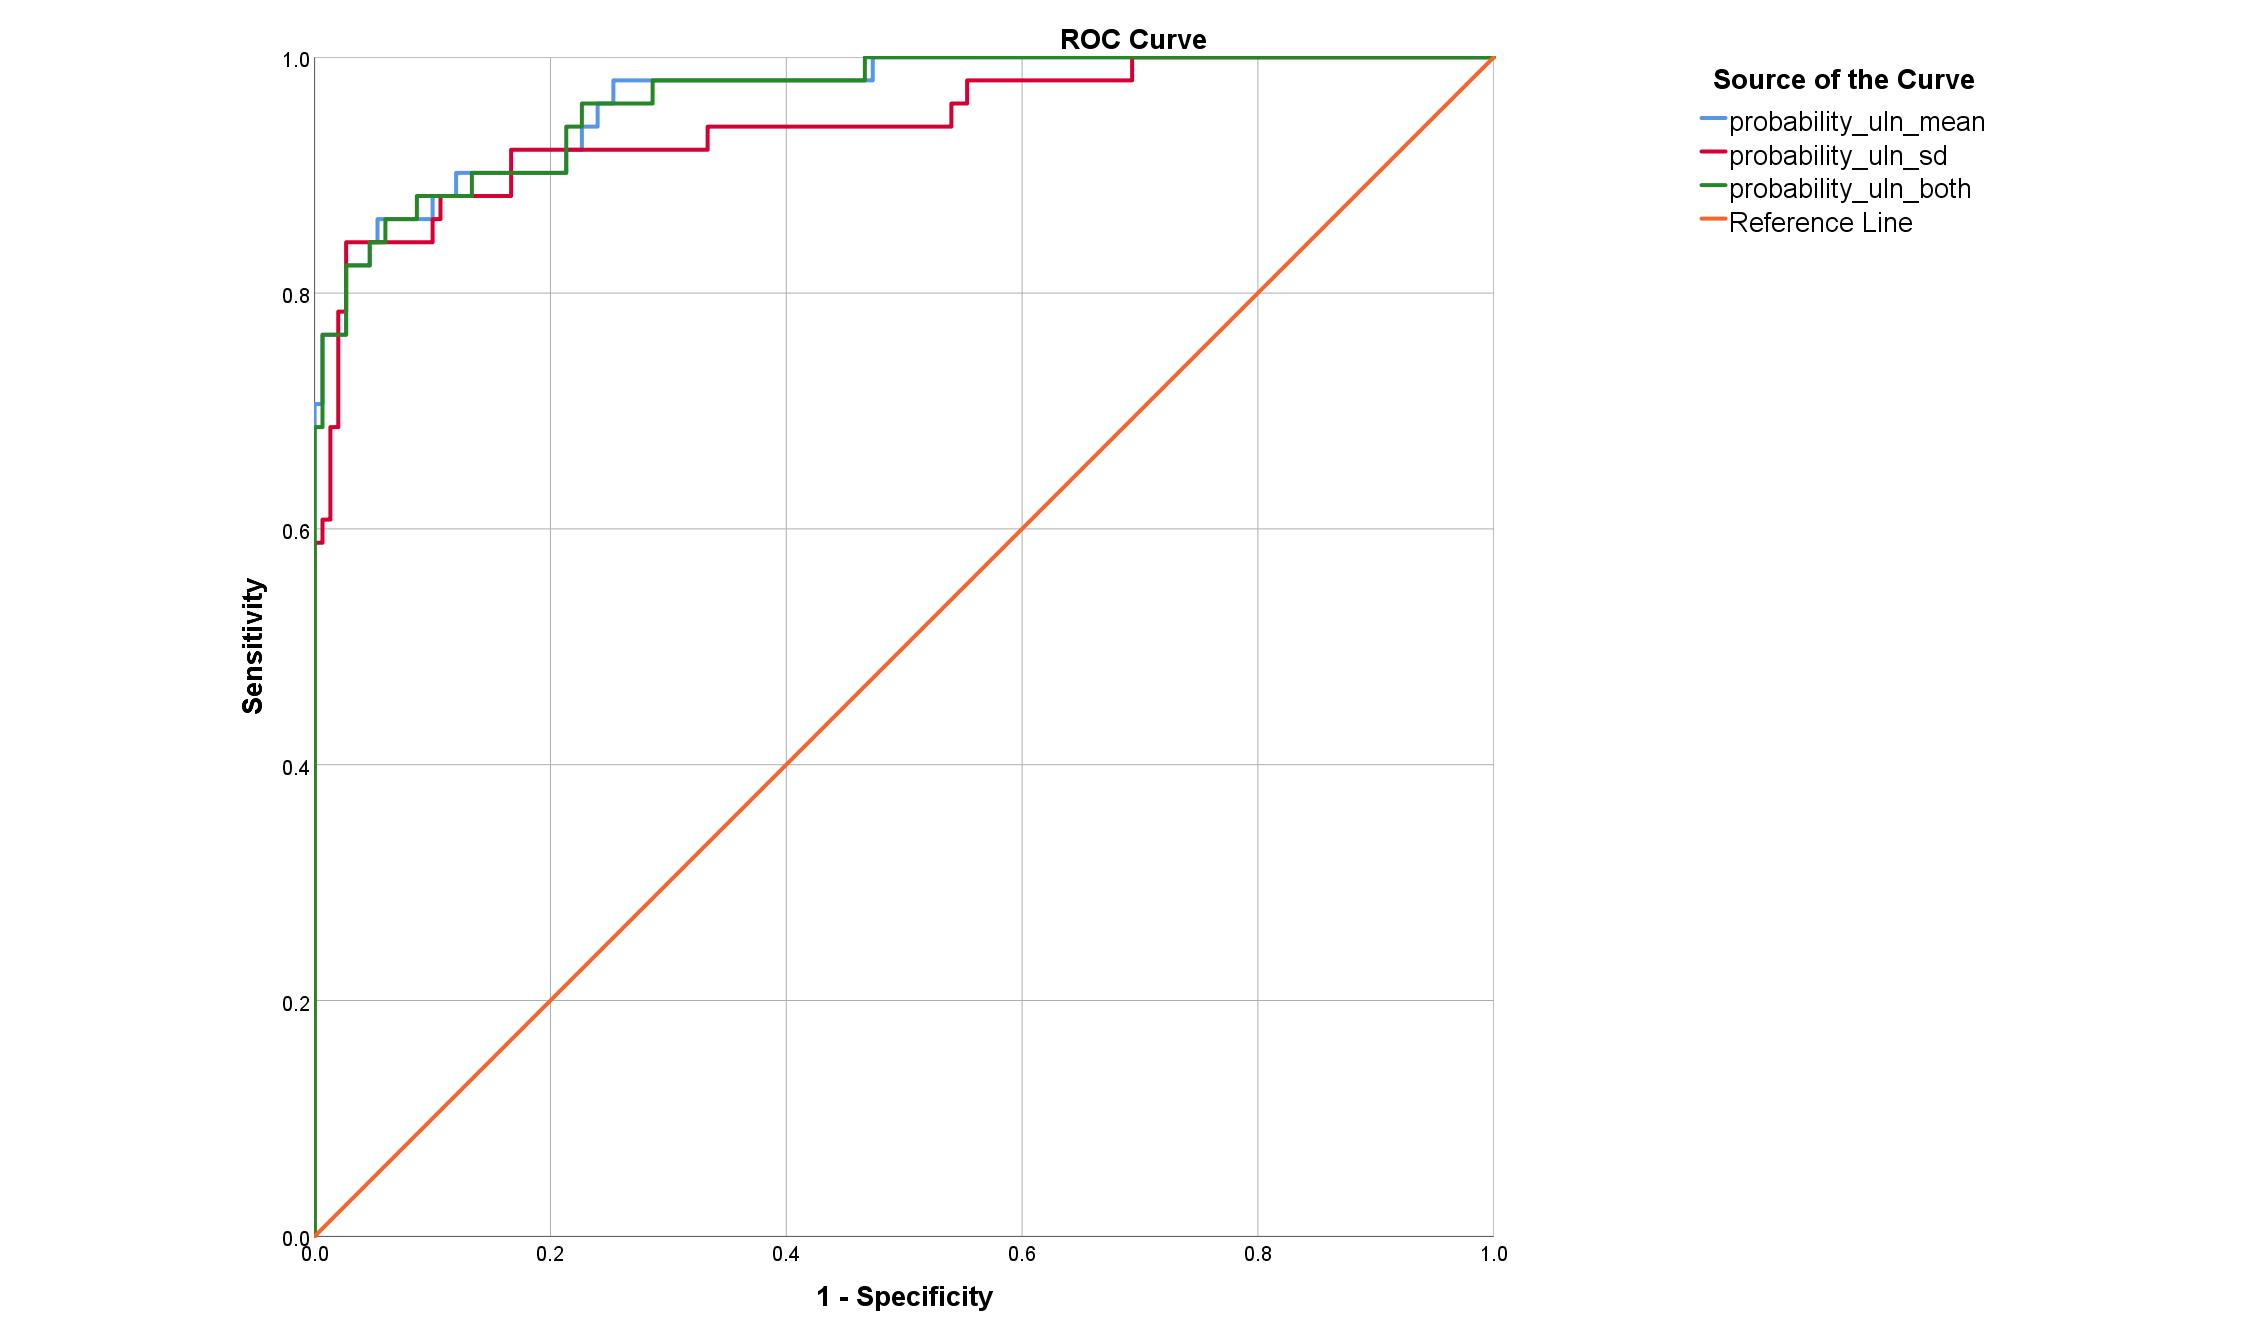 ROC Curve
Source of the Curve
probability_uln_mean
probability_uln_sd
probability_uln_both
Reference Line
Sensitivity
1.0
0.8
0.6
0.4
0.2
0.0
0.0 0.2 0.4 0.6 0.8 1.0
1 - Specificity